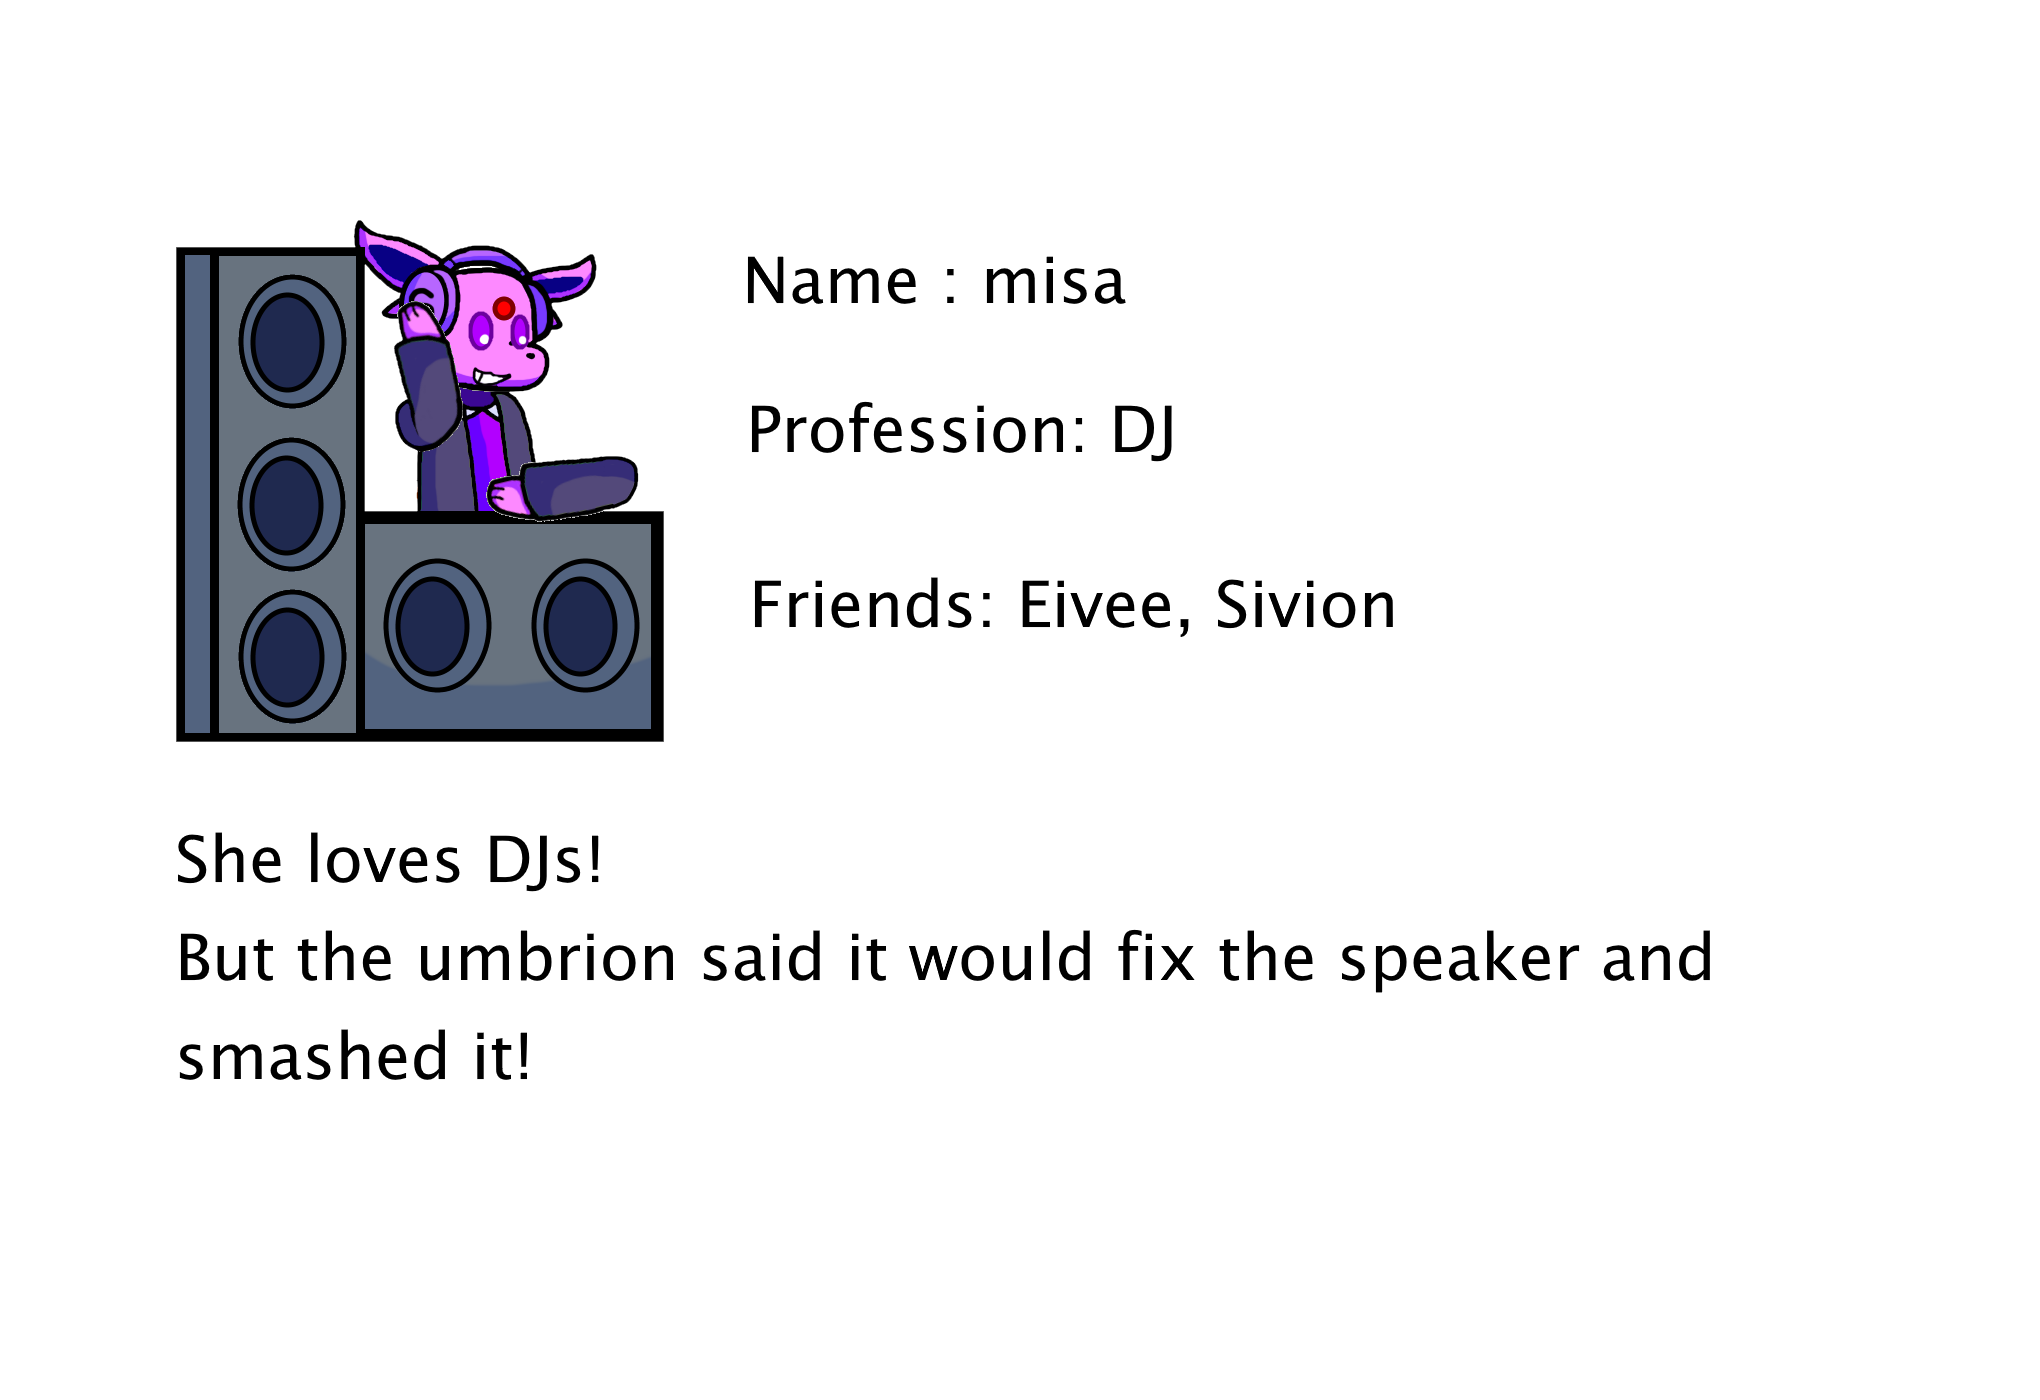 Name : misa
Profession: DJ
Friends: Eivee, Sivion
She loves DJs!
But the umbrion said it would fix the speaker and
smashed it!